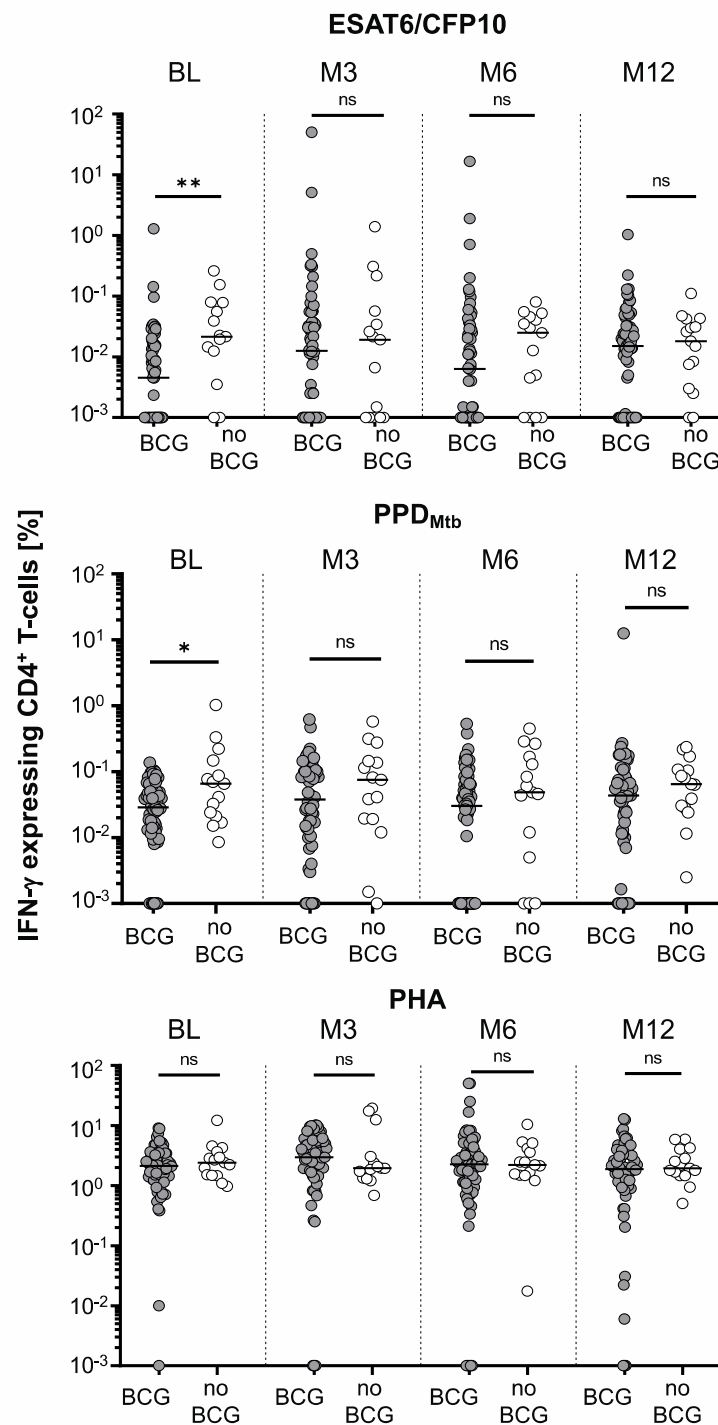 ESAT6/CFP10
BL M3 M6 M12
ns ns
** ns
10²
10¹
10⁰
10⁻¹
10⁻²
10⁻³
BCG no BCG BCG no BCG BCG no BCG BCG no BCG
IFN-γ expressing CD4⁺ T-cells [%]
PPD_Mtb
BL M3 M6 M12
* ns ns ns
10²
10¹
10⁰
10⁻¹
10⁻²
10⁻³
BCG no BCG BCG no BCG BCG no BCG BCG no BCG
PHA
BL M3 M6 M12
ns ns ns ns
10²
10¹
10⁰
10⁻¹
10⁻²
10⁻³
BCG no BCG BCG no BCG BCG no BCG BCG no BCG